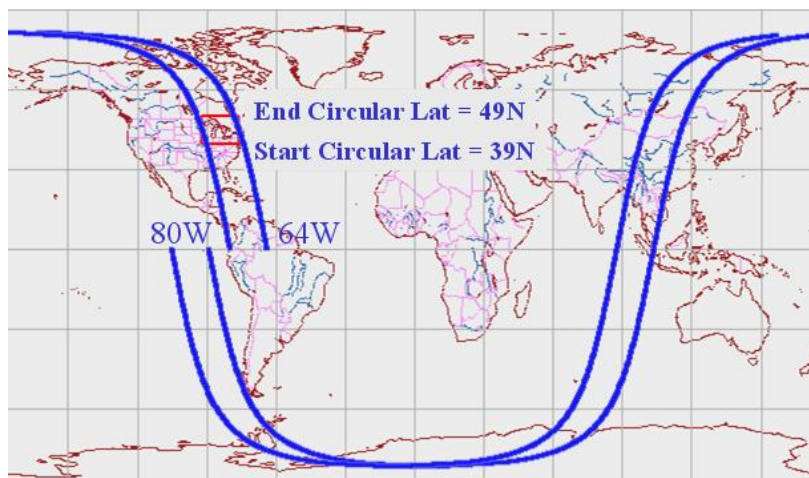 End Circular Lat = 49N
Start Circular Lat = 39N
80W 64W